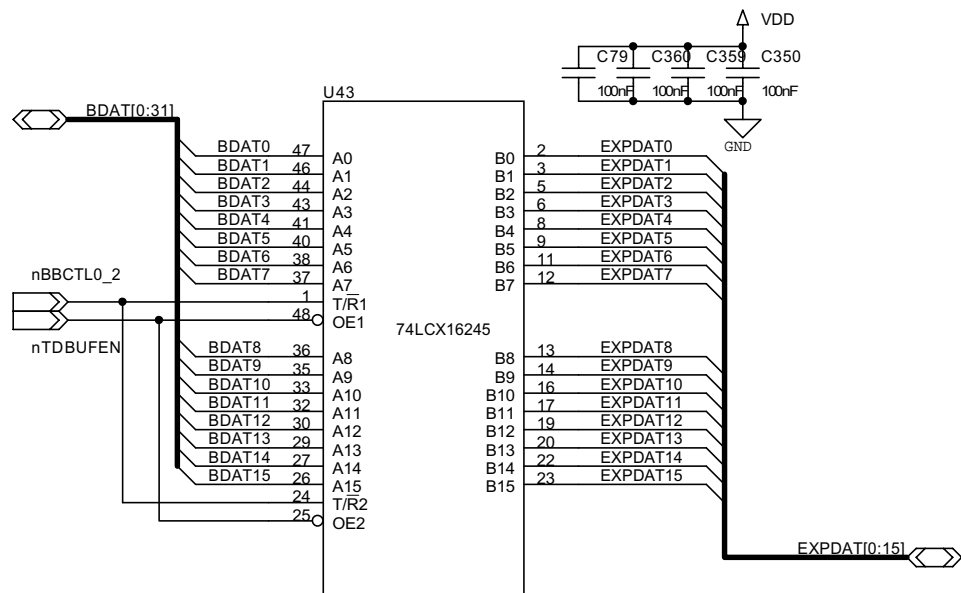 VDD
C79 C360 C359 C350
100nF 100nF 100nF 100nF
GND
U43
BDAT[0:31]
BDAT0 47 A0 B0 2 EXPDAT0
BDAT1 46 A1 B1 3 EXPDAT1
BDAT2 44 A2 B2 5 EXPDAT2
BDAT3 43 A3 B3 6 EXPDAT3
BDAT4 41 A4 B4 8 EXPDAT4
BDAT5 40 A5 B5 9 EXPDAT5
BDAT6 38 A6 B6 11 EXPDAT6
BDAT7 37 A7 B7 12 EXPDAT7
nBBCTL0_2
1 T/R̅1
48 OE1
74LCX16245
nTDBUFEN
BDAT8 36 A8 B8 13 EXPDAT8
BDAT9 35 A9 B9 14 EXPDAT9
BDAT10 33 A10 B10 16 EXPDAT10
BDAT11 32 A11 B11 17 EXPDAT11
BDAT12 30 A12 B12 19 EXPDAT12
BDAT13 29 A13 B13 20 EXPDAT13
BDAT14 27 A14 B14 22 EXPDAT14
BDAT15 26 A15 B15 23 EXPDAT15
24 T/R̅2
25 OE2
EXPDAT[0:15]